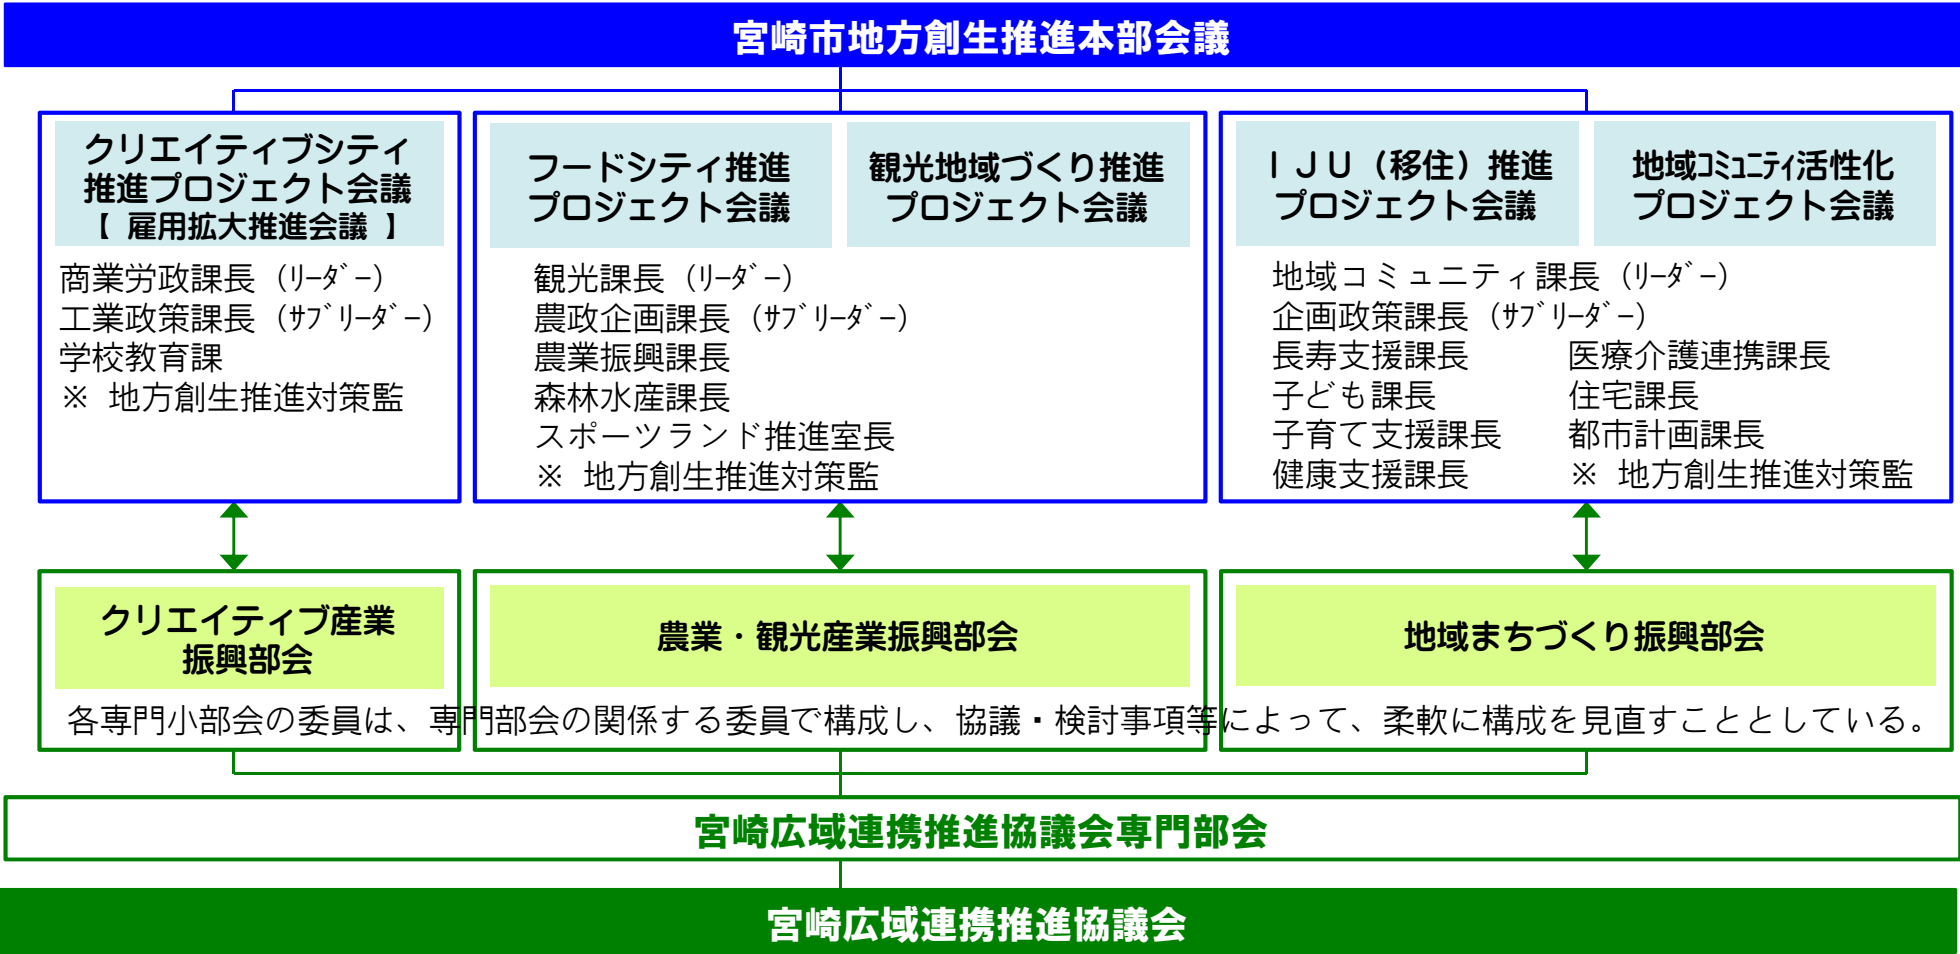 宮崎市地方創生推進本部会議
クリエイティブシティ
推進プロジェクト会議
【 雇用拡大推進会議 】
商業労政課長（ﾘｰﾀﾞｰ）
工業政策課長（ｻﾌﾞﾘｰﾀﾞｰ）
学校教育課
※ 地方創生推進対策監
フードシティ推進
プロジェクト会議
観光地域づくり推進
プロジェクト会議
観光課長（ﾘｰﾀﾞｰ）
農政企画課長（ｻﾌﾞﾘｰﾀﾞｰ）
農業振興課長
森林水産課長
スポーツランド推進室長
※ 地方創生推進対策監
ＩＪＵ（移住）推進
プロジェクト会議
地域ｺﾐｭﾆﾃｨ活性化
プロジェクト会議
地域コミュニティ課長（ﾘｰﾀﾞｰ）
企画政策課長（ｻﾌﾞﾘｰﾀﾞｰ）
長寿支援課長 医療介護連携課長
子ども課長 住宅課長
子育て支援課長 都市計画課長
健康支援課長 ※ 地方創生推進対策監
クリエイティブ産業
振興部会
農業・観光産業振興部会
地域まちづくり振興部会
各専門小部会の委員は、専門部会の関係する委員で構成し、協議・検討事項等によって、柔軟に構成を見直すこととしている。
宮崎広域連携推進協議会専門部会
宮崎広域連携推進協議会